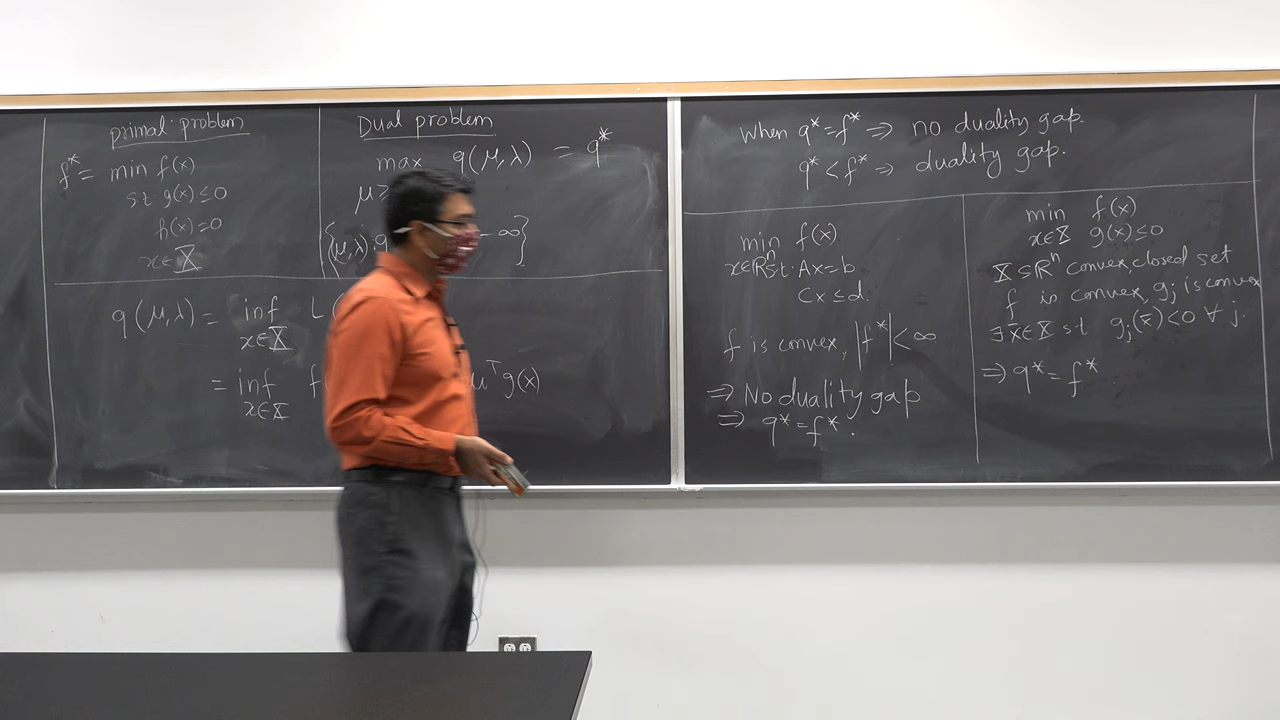 primal problem
f* = min f(x)
st g(x) ≤ 0
h(x) = 0
x ∈ X
Dual problem
max q(μ,λ) = q*
μ ≥
{(μ,λ): q - ∞}
q(μ,λ) = inf L(
x ∈ X
= inf f
x ∈ X
μᵀg(x)
When q* = f* ⇒ no duality gap.
q* < f* ⇒ duality gap.
min f(x)
x∈Rⁿ s.t. Ax = b
Cx ≤ d.
f is convex, |f*| < ∞
⇒ No duality gap
⇒ q* = f*.
min f(x)
x∈X g(x) ≤ 0
X ⊆ Rⁿ convex, closed set
f is convex, gj is convex
∃ x̄ ∈ X st gj(x̄) < 0 ∀ j.
⇒ q* = f*